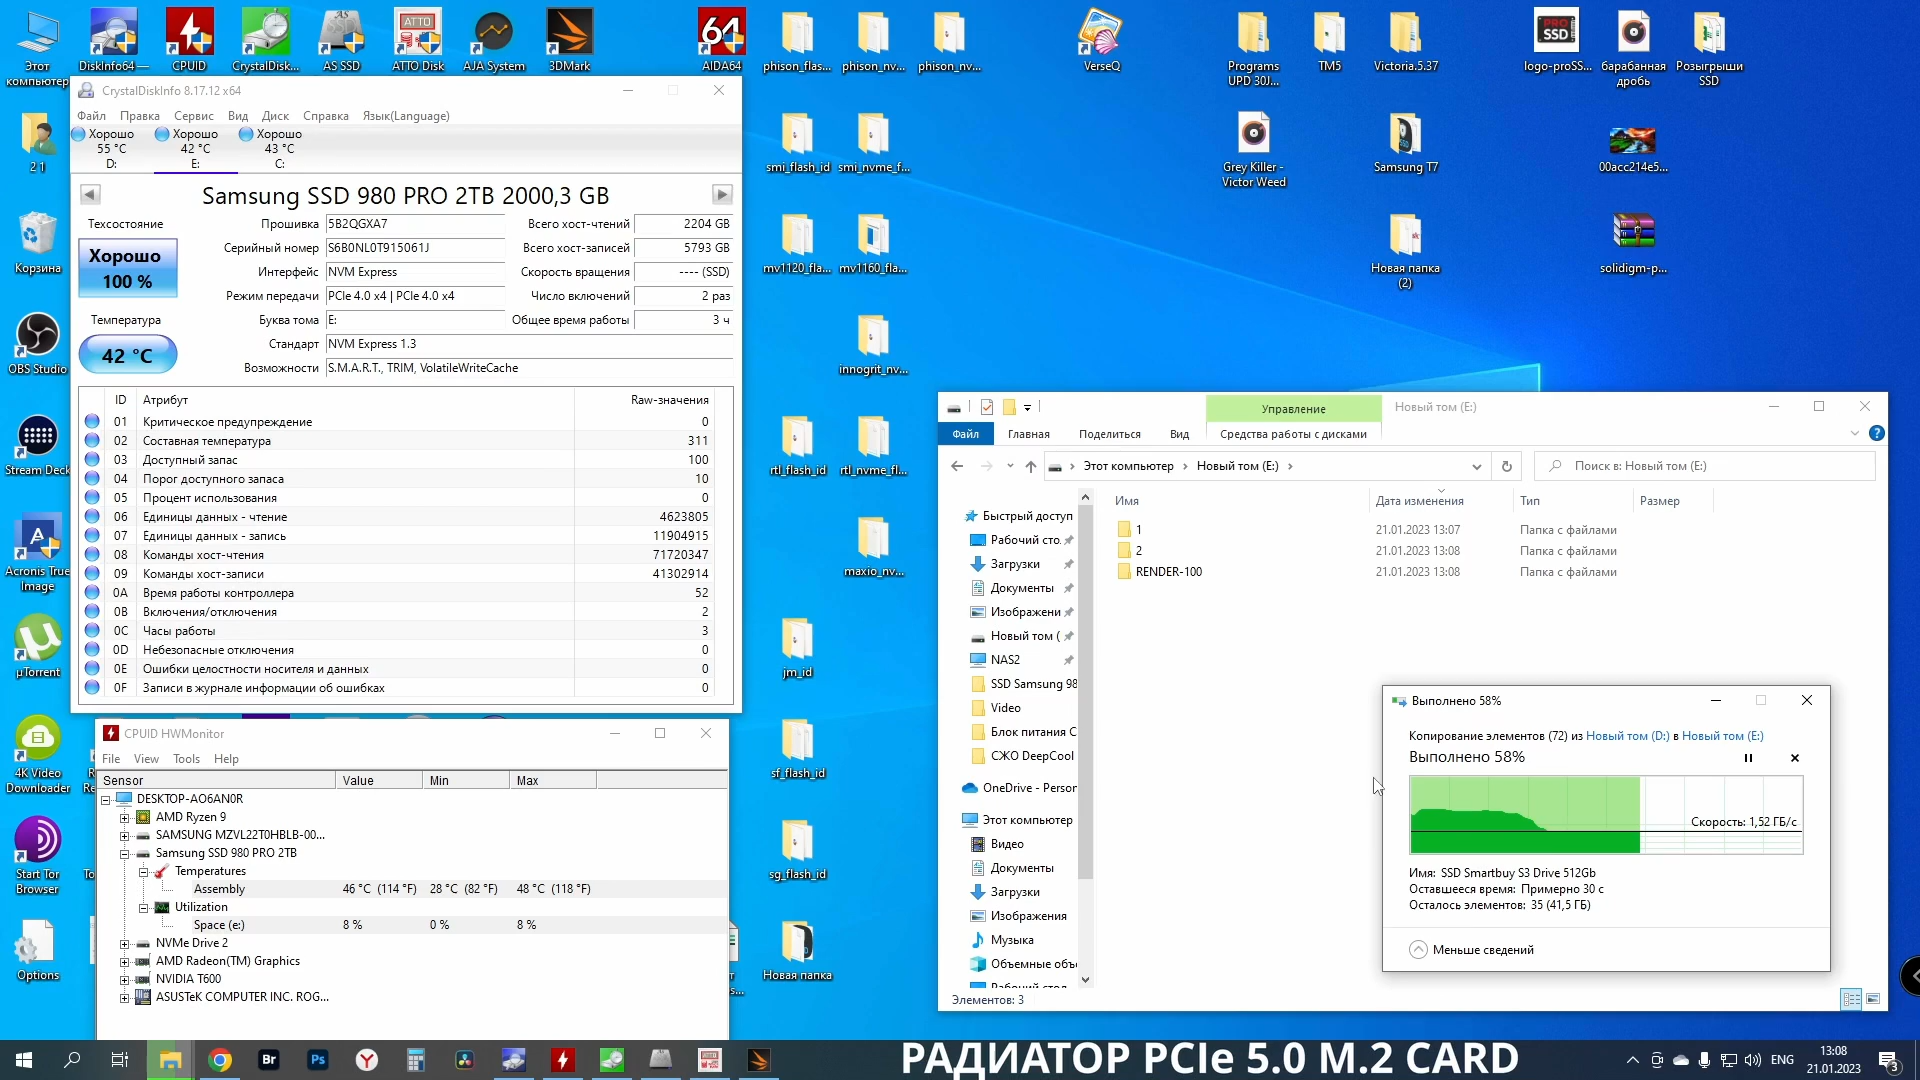 Этот компьютер
DiskInfo64 —
CPUID
CrystalDisk...
AS SSD
ATTO Disk
AJA System
3DMark
AIDA64
phison_flas...
phison_nv...
phison_nv...
VerseQ
Programs UPD 30J...
TM5
Victoria.5.37
logo-proSS...
барабанная дробь
Розыгрыши SSD
2 1
Корзина
OBS Studio
Stream Deck
Acronis True Image
µTorrent
4K Video Downloader
Start Tor Browser
Options
smi_flash_id
smi_nvme_f...
mv1120_fla...
mv1160_fla...
innogrit_nv...
rtl_flash_id
rtl_nvme_fl...
maxio_nv...
jm_id
sf_flash_id
sg_flash_id
Новая папка
Grey Killer - Victor Weed
Samsung T7
00acc214e5...
Новая папка (2)
solidigm-p...
CrystalDiskInfo 8.17.12 x64
Файл Правка Сервис Вид Диск Справка Язык(Language)
Хорошо Хорошо Хорошо
55 °C 42 °C 43 °C
D: E: C:
Samsung SSD 980 PRO 2TB 2000,3 GB
Техсостояние
Хорошо
100 %
Температура
42 °C
Прошивка 5B2QGXA7 Всего хост-чтений 2204 GB
Серийный номер S6B0NL0T915061J Всего хост-записей 5793 GB
Интерфейс NVM Express Скорость вращения ---- (SSD)
Режим передачи PCIe 4.0 x4 | PCIe 4.0 x4 Число включений 2 раз
Буква тома E: Общее время работы 3 ч
Стандарт NVM Express 1.3
Возможности S.M.A.R.T., TRIM, VolatileWriteCache
ID Атрибут Raw-значения
01 Критическое предупреждение 0
02 Составная температура 311
03 Доступный запас 100
04 Порог доступного запаса 10
05 Процент использования 0
06 Единицы данных - чтение 4623805
07 Единицы данных - запись 11904915
08 Команды хост-чтения 71720347
09 Команды хост-записи 41302914
0A Время работы контроллера 52
0B Включения/отключения 2
0C Часы работы 3
0D Небезопасные отключения 0
0E Ошибки целостности носителя и данных 0
0F Записи в журнале информации об ошибках 0
CPUID HWMonitor
File View Tools Help
Sensor Value Min Max
DESKTOP-AO6AN0R
AMD Ryzen 9
SAMSUNG MZVL22T0HBLB-00...
Samsung SSD 980 PRO 2TB
Temperatures
Assembly 46 °C (114 °F) 28 °C (82 °F) 48 °C (118 °F)
Utilization
Space (e:) 8 % 0 % 8 %
NVMe Drive 2
AMD Radeon(TM) Graphics
NVIDIA T600
ASUSTeK COMPUTER INC. ROG...
Управление Новый том (E:)
Файл Главная Поделиться Вид Средства работы с дисками
Этот компьютер Новый том (E:) Поиск в: Новый том (E:)
Имя Дата изменения Тип Размер
1 21.01.2023 13:07 Папка с файлами
2 21.01.2023 13:08 Папка с файлами
RENDER-100 21.01.2023 13:08 Папка с файлами
Быстрый доступ
Рабочий сто
Загрузки
Документы
Изображени
Новый том (
NAS2
SSD Samsung 98
Video
Блок питания С
СЖО DeepCool
OneDrive - Person
Этот компьютер
Видео
Документы
Загрузки
Изображения
Музыка
Объемные объ
Рабочий стол
Элементов: 3
Выполнено 58%
Копирование элементов (72) из Новый том (D:) в Новый том (E:)
Выполнено 58%
Скорость: 1,52 ГБ/с
Имя: SSD Smartbuy S3 Drive 512Gb
Оставшееся время: Примерно 30 с
Осталось элементов: 35 (41,5 ГБ)
Меньше сведений
РАДИАТОР PCIe 5.0 M.2 CARD
ENG
13:08
21.01.2023
3